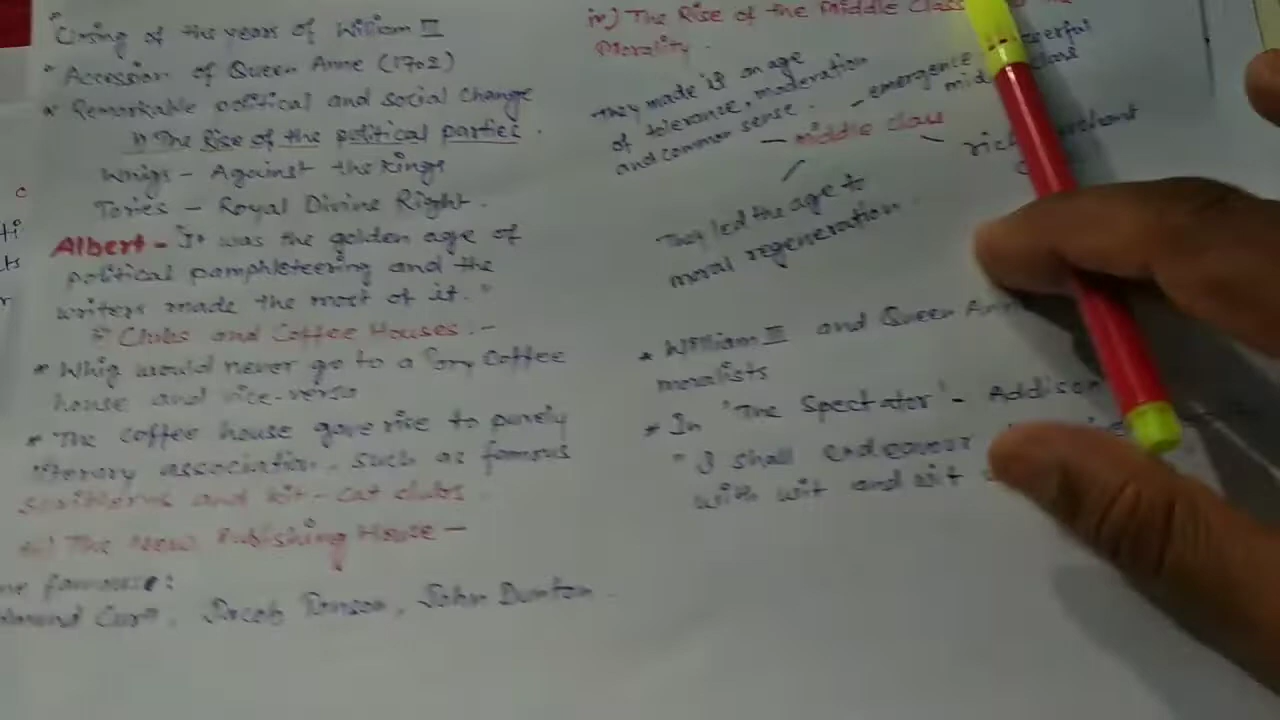 "Cining of the years of William III
* Accession of Queen Anne (1702)
* Remarkable political and social change
i) The Rise of the political parties.
Whigs - Against the kings
Tories - Royal Divine Right.
Albert - "It was the golden age of
political pamphleteering and the
writers made the most of it."
Clubs and Coffee Houses. -
* Whig would never go to a Tory Coffee
house and vice-versa
* The coffee house gave rise to purely
literary association, such as famous
scriblerus and kit-cat clubs.
The New Publishing House -
famous:
Jacob Tonson, John Dunton.
iv) The Rise of the Middle Class
Morality.
They made it an age
of tolerance, moderation
and common sense.
- emergence
middle class
- middle class
- rich
They led the age to
moral regeneration.
* William III and Queen
moralists
* In 'The Spectator' - Addison
"I shall endeavour
with wit and wit